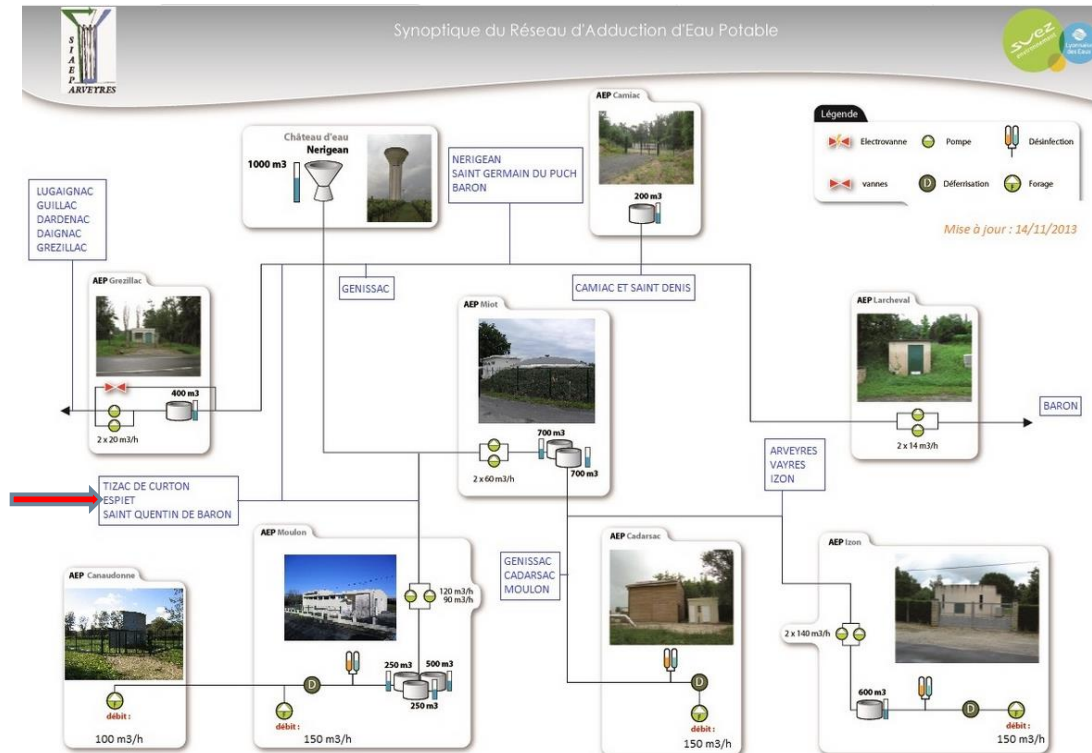 Synoptique du Réseau d'Adduction d'Eau Potable
SIAEP
ARVEYRES
suez
environnement
Lyonnaise
des Eaux
Légende
Electrovanne
Pompe
Désinfection
vannes
D
Déferrisation
Forage
Mise à jour : 14/11/2013
Château d'eau
Nerigean
1000 m3
NERIGEAN
SAINT GERMAIN DU PUCH
BARON
AEP Camiac
200 m3
LUGAIGNAC
GUILLAC
DARDENAC
DAIGNAC
GREZILLAC
GENISSAC
CAMIAC ET SAINT DENIS
AEP Grezillac
400 m3
2 x 20 m3/h
AEP Miot
700 m3
700 m3
2 x 60 m3/h
AEP Larcheval
2 x 14 m3/h
BARON
ARVEYRES
VAYRES
IZON
TIZAC DE CURTON
ESPIET
SAINT QUENTIN DE BARON
AEP Canaudonne
débit :
100 m3/h
AEP Moulon
120 m3/h
90 m3/h
250 m3
500 m3
250 m3
D
débit :
150 m3/h
GENISSAC
CADARSAC
MOULON
AEP Cadarsac
D
débit :
150 m3/h
AEP Izon
2 x 140 m3/h
600 m3
D
débit :
150 m3/h